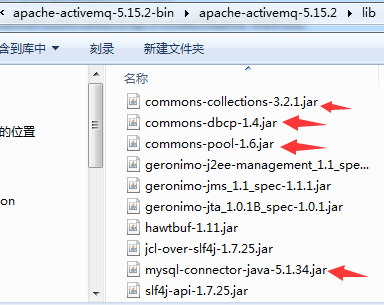 apache-activemq-5.15.2-bin ▸ apache-activemq-5.15.2 ▸ lib
含到库中 刻录 新建文件夹
名称
commons-collections-3.2.1.jar
commons-dbcp-1.4.jar
的位置
commons-pool-1.6.jar
geronimo-j2ee-management_1.1_spe...
geronimo-jms_1.1_spec-1.1.1.jar
on
geronimo-jta_1.0.1B_spec-1.0.1.jar
hawtbuf-1.11.jar
jcl-over-slf4j-1.7.25.jar
mysql-connector-java-5.1.34.jar
slf4j-api-1.7.25.jar